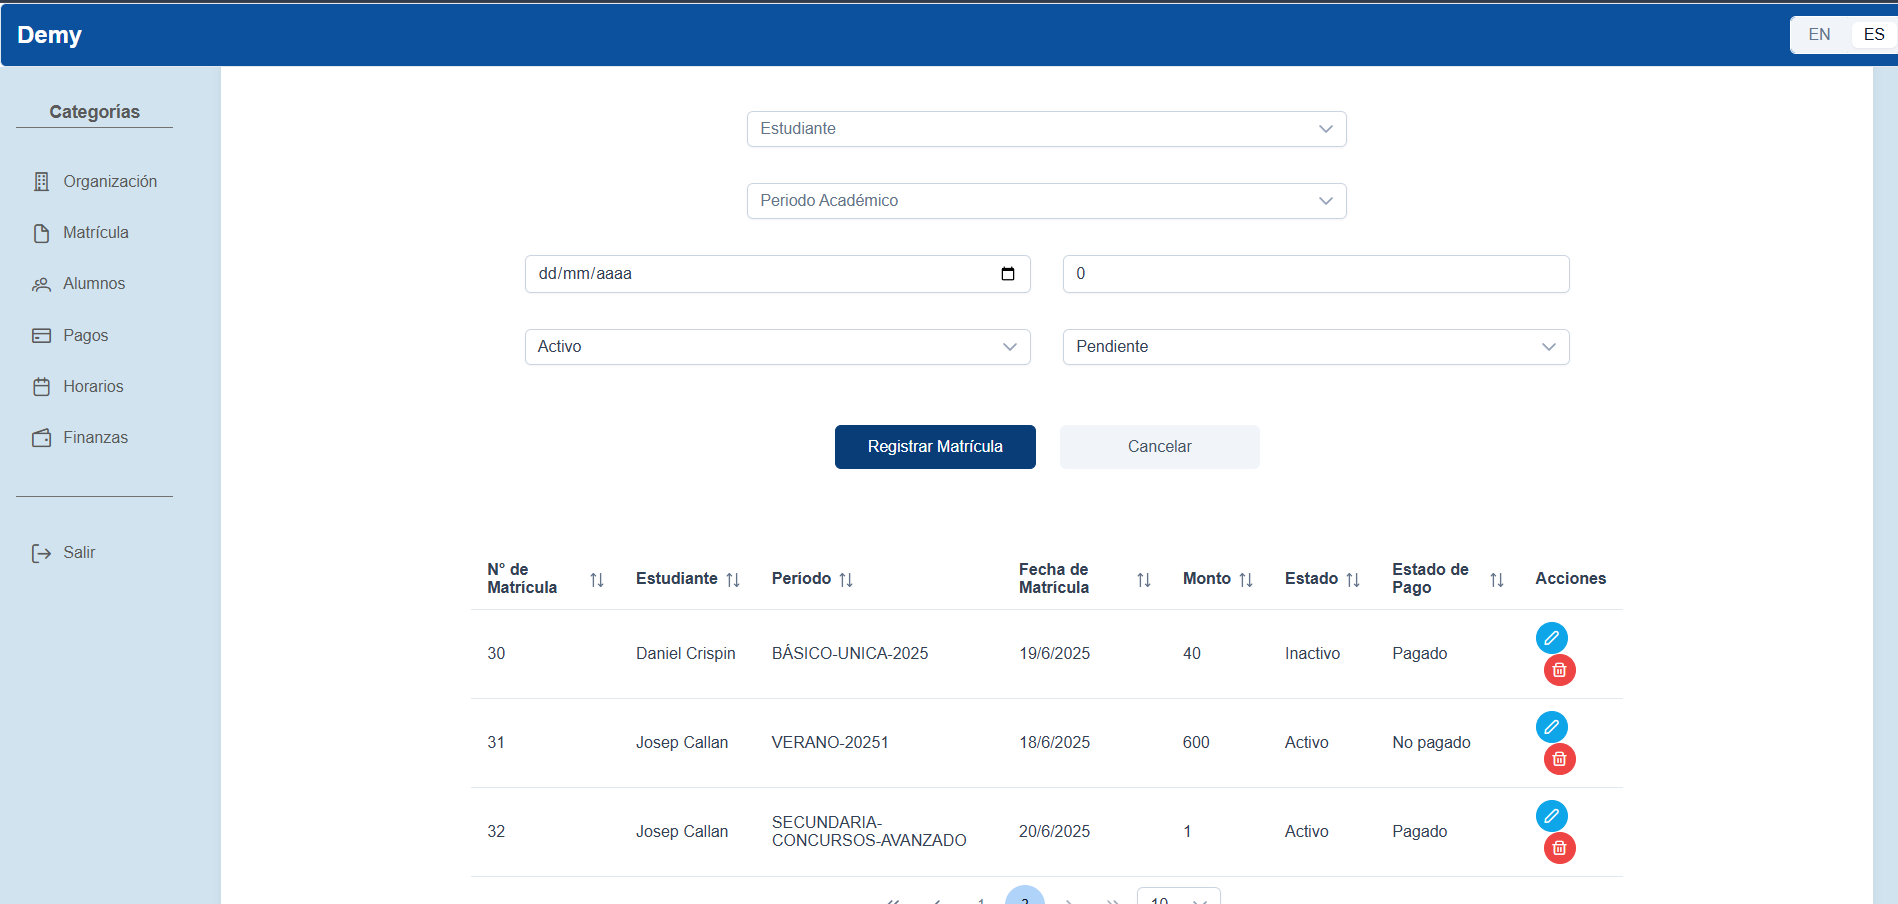 Demy
EN ES
Categorías
Organización
Matrícula
Alumnos
Pagos
Horarios
Finanzas
Salir
Estudiante
Periodo Académico
dd/mm/aaaa
0
Activo
Pendiente
Registrar Matrícula
Cancelar
N° de Matrícula Estudiante Período Fecha de Matrícula Monto Estado Estado de Pago Acciones
30 Daniel Crispin BÁSICO-UNICA-2025 19/6/2025 40 Inactivo Pagado
31 Josep Callan VERANO-20251 18/6/2025 600 Activo No pagado
32 Josep Callan SECUNDARIA-CONCURSOS-AVANZADO 20/6/2025 1 Activo Pagado
1 2 10